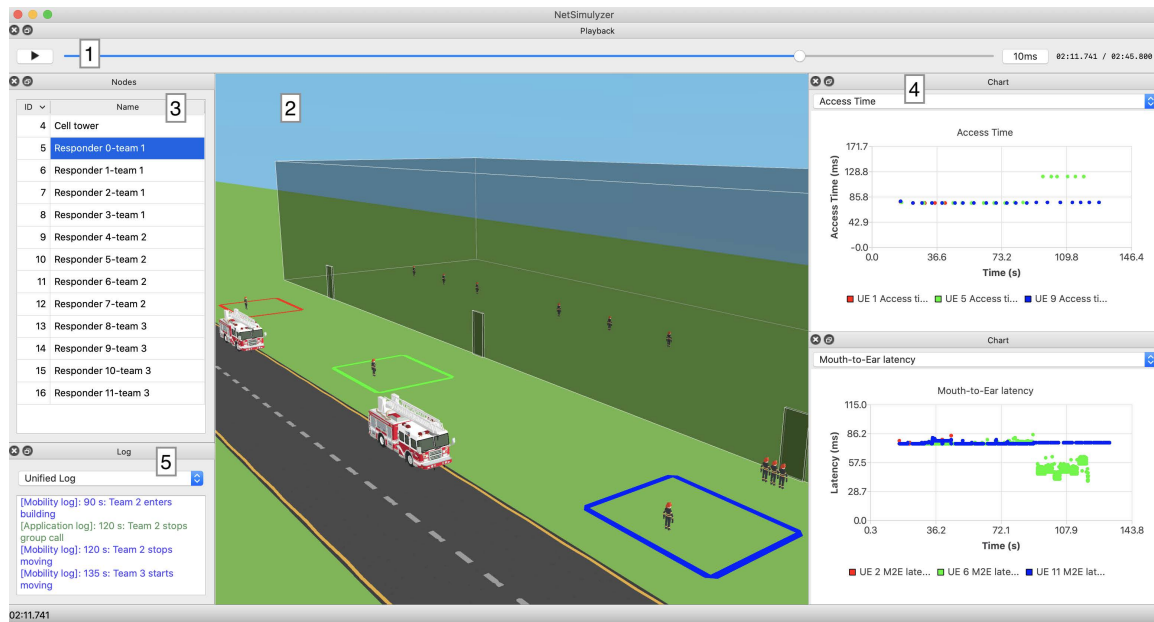 NetSimulyzer
Playback
1
10ms
02:11.741 / 02:45.800
Nodes
3
ID Name
4 Cell tower
5 Responder 0-team 1
6 Responder 1-team 1
7 Responder 2-team 1
8 Responder 3-team 1
9 Responder 4-team 2
10 Responder 5-team 2
11 Responder 6-team 2
12 Responder 7-team 2
13 Responder 8-team 3
14 Responder 9-team 3
15 Responder 10-team 3
16 Responder 11-team 3
Log
5
Unified Log
[Mobility log]: 90 s: Team 2 enters
building
[Application log]: 120 s: Team 2 stops
group call
[Mobility log]: 120 s: Team 2 stops
moving
[Mobility log]: 135 s: Team 3 starts
moving
02:11.741
2
Chart
4
Access Time
Access Time
171.7
128.8
85.8
42.9
-0.0
Access Time (ms)
0.0 36.6 73.2 109.8 146.4
Time (s)
UE 1 Access ti... UE 5 Access ti... UE 9 Access ti...
Chart
Mouth-to-Ear latency
Mouth-to-Ear latency
115.0
86.2
57.5
28.7
0.0
Latency (ms)
0.3 36.2 72.1 107.9 143.8
Time (s)
UE 2 M2E late... UE 6 M2E late... UE 11 M2E late...